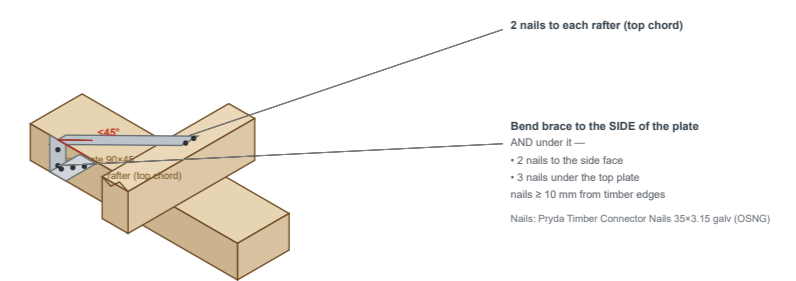 2 nails to each rafter (top chord)
<45°
Bend brace to the SIDE of the plate
AND under it —
90×45
rafter (top chord)
• 2 nails to the side face
• 3 nails under the top plate
nails ≥ 10 mm from timber edges
Nails: Pryda Timber Connector Nails 35×3.15 galv (OSNG)